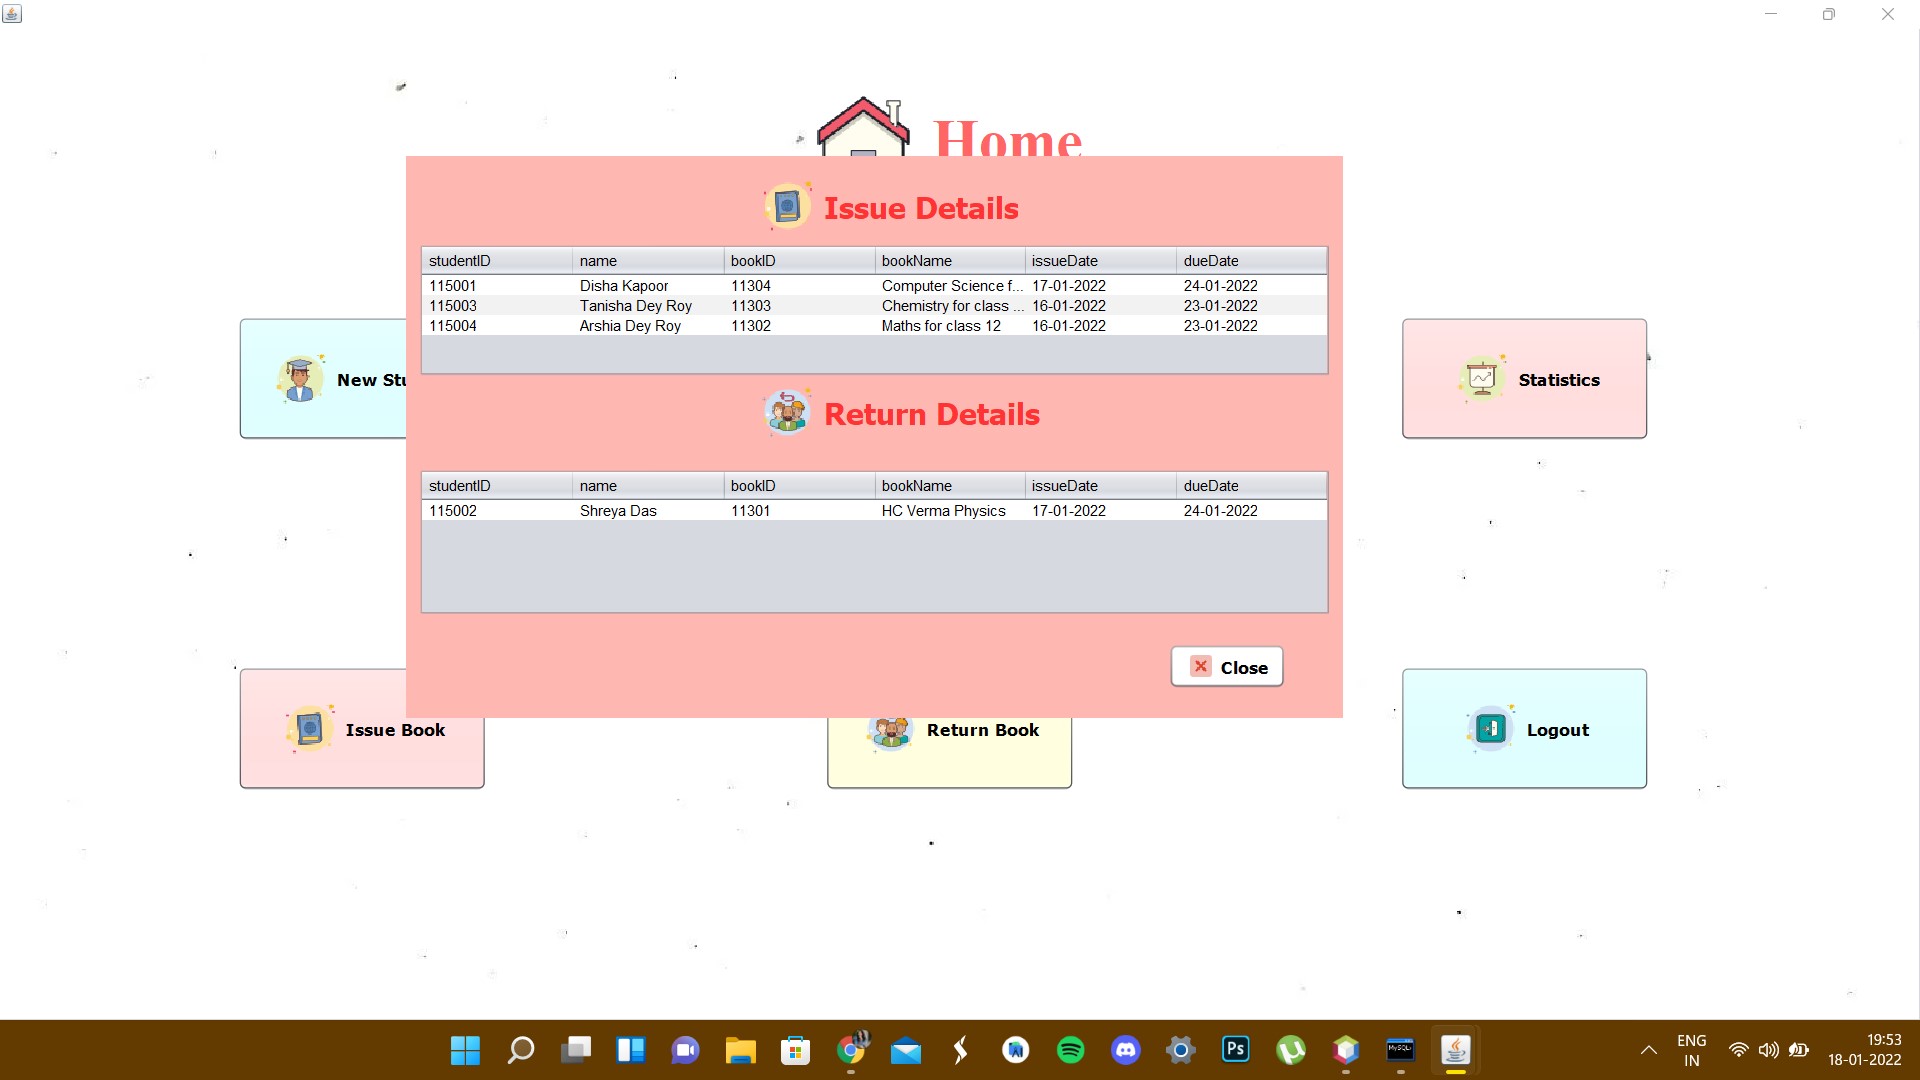 Home
Issue Details
studentID name bookID bookName issueDate dueDate
115001 Disha Kapoor 11304 Computer Science f... 17-01-2022 24-01-2022
115003 Tanisha Dey Roy 11303 Chemistry for class ... 16-01-2022 23-01-2022
115004 Arshia Dey Roy 11302 Maths for class 12 16-01-2022 23-01-2022
New Stu
Statistics
Return Details
studentID name bookID bookName issueDate dueDate
115002 Shreya Das 11301 HC Verma Physics 17-01-2022 24-01-2022
Close
Issue Book
Return Book
Logout
Ps
MySQL
ENG
IN
19:53
18-01-2022